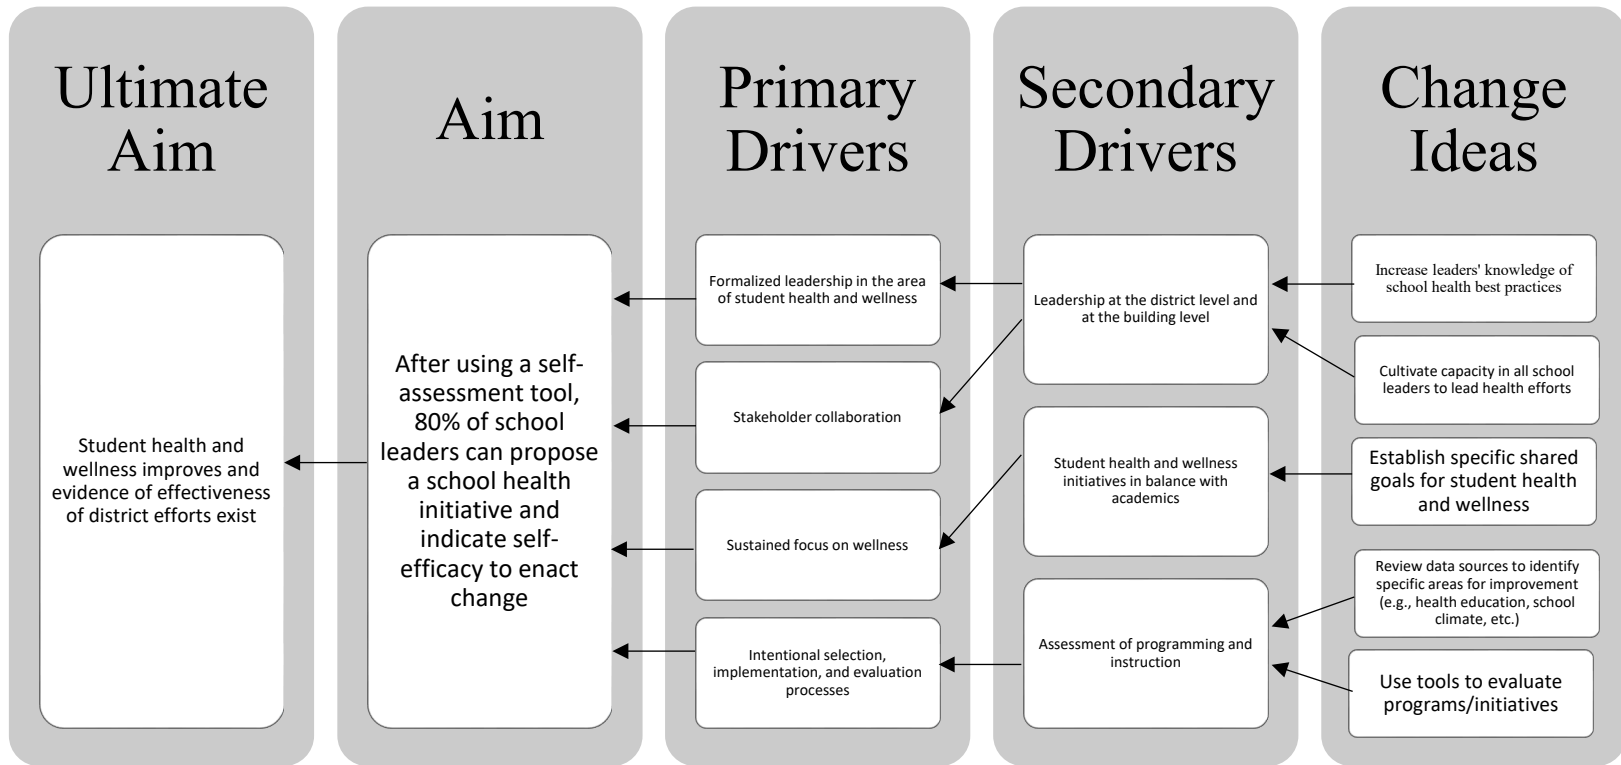 Ultimate
Aim
Student health and
wellness improves and
evidence of effectiveness
of district efforts exist
Aim
After using a self-
assessment tool,
80% of school
leaders can propose
a school health
initiative and
indicate self-
efficacy to enact
change
Primary
Drivers
Formalized leadership in the area
of student health and wellness
Stakeholder collaboration
Sustained focus on wellness
Intentional selection,
implementation, and evaluation
processes
Secondary
Drivers
Leadership at the district level and
at the building level
Student health and wellness
initiatives in balance with
academics
Assessment of programming and
instruction
Change
Ideas
Increase leaders' knowledge of
school health best practices
Cultivate capacity in all school
leaders to lead health efforts
Establish specific shared
goals for student health
and wellness
Review data sources to identify
specific areas for improvement
(e.g., health education, school
climate, etc.)
Use tools to evaluate
programs/initiatives